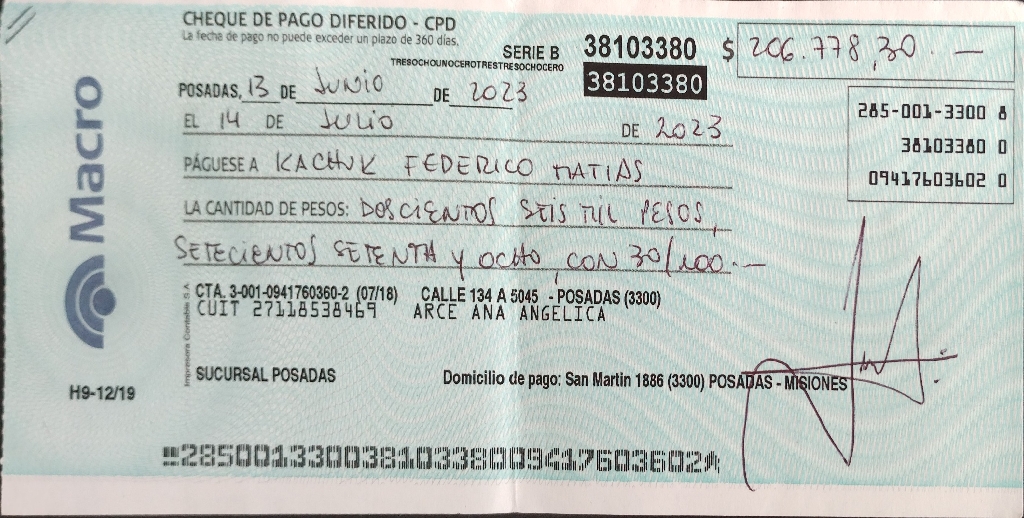 CHEQUE DE PAGO DIFERIDO - CPD
La fecha de pago no puede exceder un plazo de 360 días.
SERIE B 38103380 $ 206.778,30.—
TRESOCHOUNOCEROTRESTRESOCHOCERO
38103380
POSADAS, 13 DE JUNIO DE 2023
285-001-3300 8
EL 14 DE JULIO DE 2023
38103380 0
PÁGUESE A KACHUK FEDERICO MATIAS
09417603602 0
LA CANTIDAD DE PESOS: DOSCIENTOS SEIS MIL PESOS,
SETECIENTOS SETENTA Y OCHO, CON 30/100.—
CTA. 3-001-0941760360-2 (07/18) CALLE 134 A 5045 - POSADAS (3300)
CUIT 27118538469 ARCE ANA ANGELICA
SUCURSAL POSADAS
Domicilio de pago: San Martin 1886 (3300) POSADAS - MISIONES
Macro
H9-12/19
Impresora Contable S.A.
28500133003810338009417603602